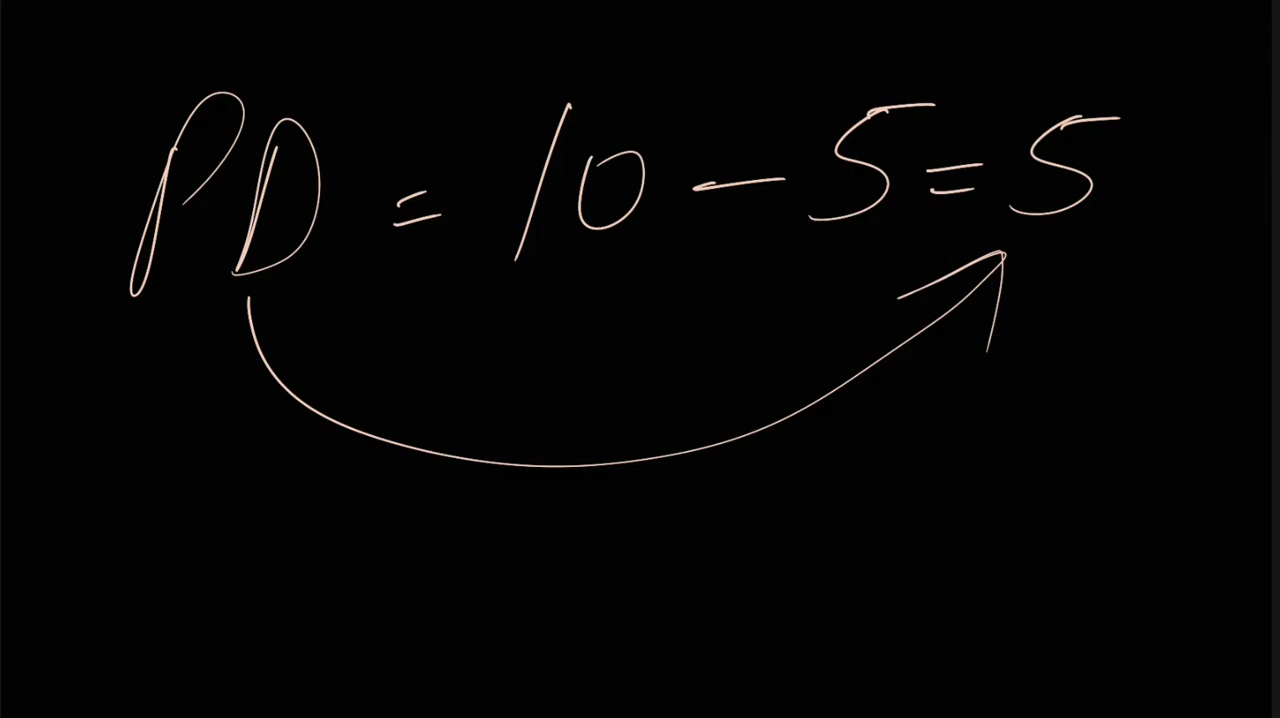 PD = 10 - 5 = 5